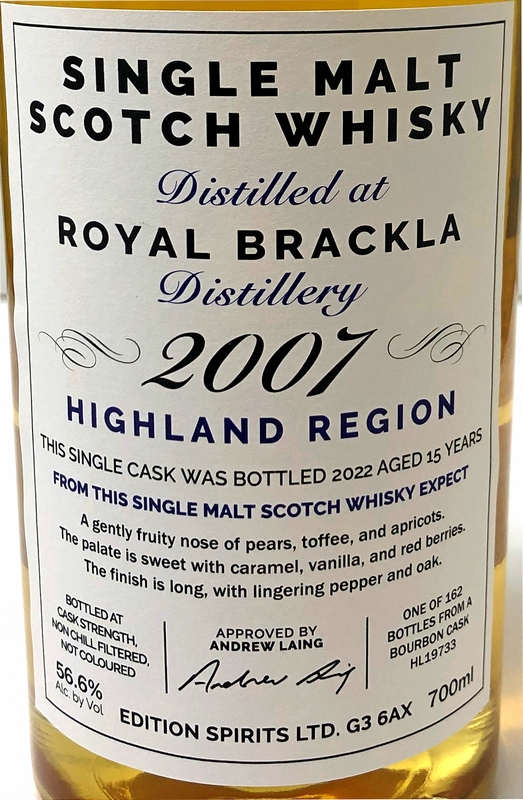 SINGLE MALT
SCOTCH WHISKY
Distilled at
ROYAL BRACKLA
Distillery
2007
HIGHLAND REGION
THIS SINGLE CASK WAS BOTTLED 2022 AGED 15 YEARS
FROM THIS SINGLE MALT SCOTCH WHISKY EXPECT
A gently fruity nose of pears, toffee, and apricots.
The palate is sweet with caramel, vanilla, and red berries.
The finish is long, with lingering pepper and oak.
BOTTLED AT
CASK STRENGTH,
NON CHILL FILTERED,
NOT COLOURED
56.6%
Alc. by Vol
APPROVED BY
ANDREW LAING
Andrew Laing
ONE OF 162
BOTTLES FROM A
BOURBON CASK
HL19733
EDITION SPIRITS LTD. G3 6AX
700ml